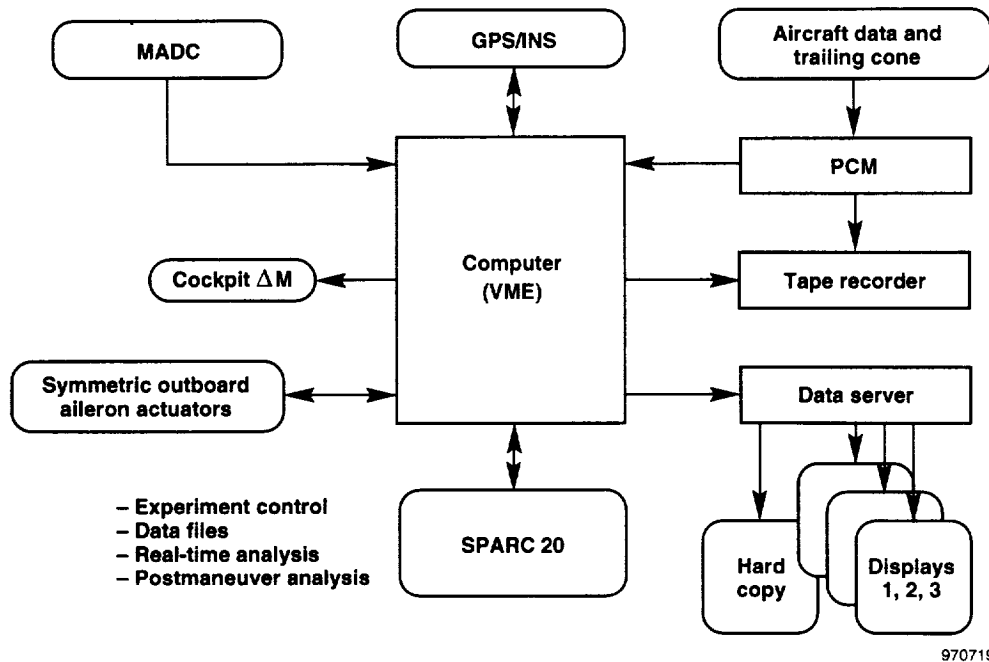 MADC
GPS/INS
Aircraft data and
trailing cone
PCM
Computer
(VME)
Cockpit ΔM
Tape recorder
Symmetric outboard
aileron actuators
Data server
– Experiment control
– Data files
– Real-time analysis
– Postmaneuver analysis
SPARC 20
Hard
copy
Displays
1, 2, 3
970719